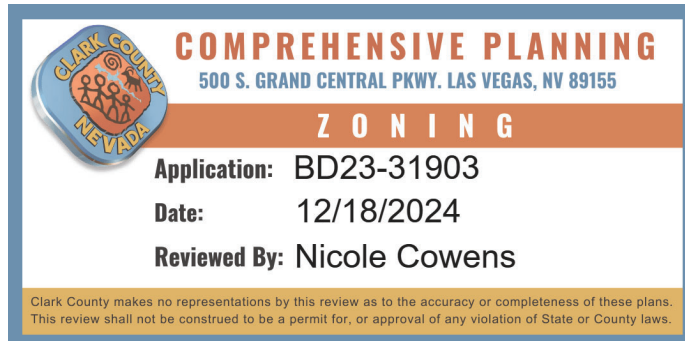 CLARK COUNTY
NEVADA
COMPREHENSIVE PLANNING
500 S. GRAND CENTRAL PKWY. LAS VEGAS, NV 89155
ZONING
Application: BD23-31903
Date: 12/18/2024
Reviewed By: Nicole Cowens
Clark County makes no representations by this review as to the accuracy or completeness of these plans.
This review shall not be construed to be a permit for, or approval of any violation of State or County laws.